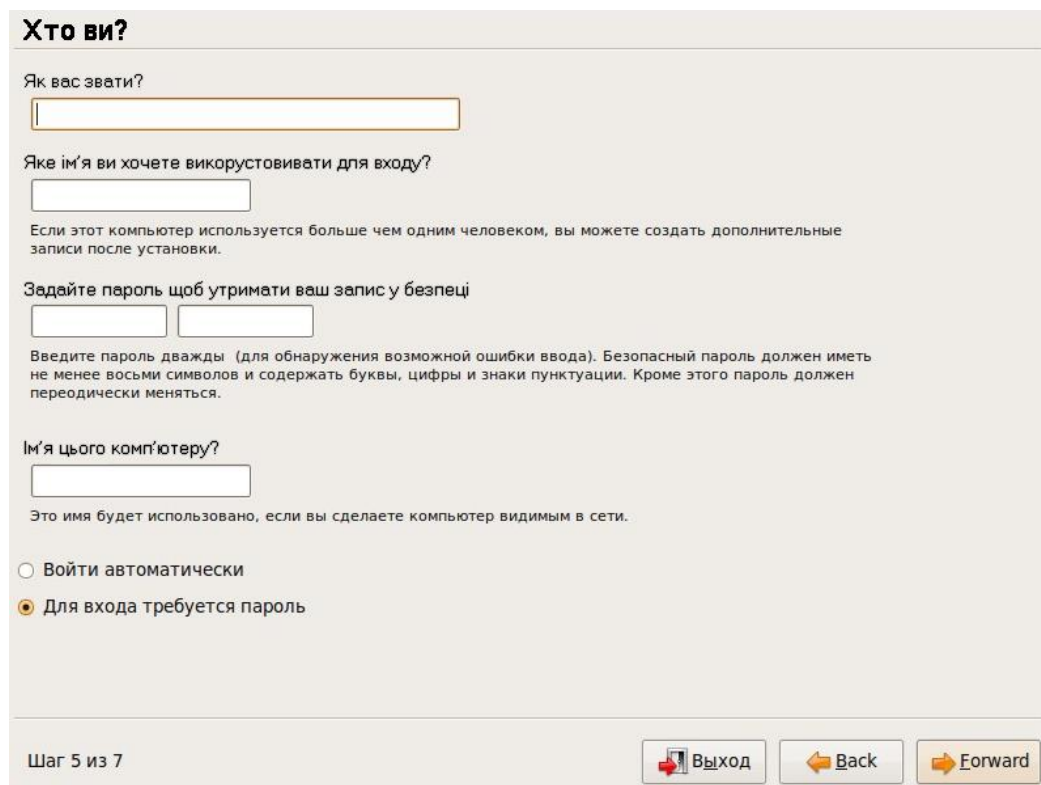 Хто ви?
Як вас звати?
Яке ім'я ви хочете викорустовивати для входу?
Если этот компьютер используется больше чем одним человеком, вы можете создать дополнительные
записи после установки.
Задайте пароль щоб утримати ваш запис у безпеці
Введите пароль дважды (для обнаружения возможной ошибки ввода). Безопасный пароль должен иметь
не менее восьми символов и содержать буквы, цифры и знаки пунктуации. Кроме этого пароль должен
переодически меняться.
Ім'я цього комп'ютеру?
Это имя будет использовано, если вы сделаете компьютер видимым в сети.
Войти автоматически
Для входа требуется пароль
Шаг 5 из 7 Выход Back Forward